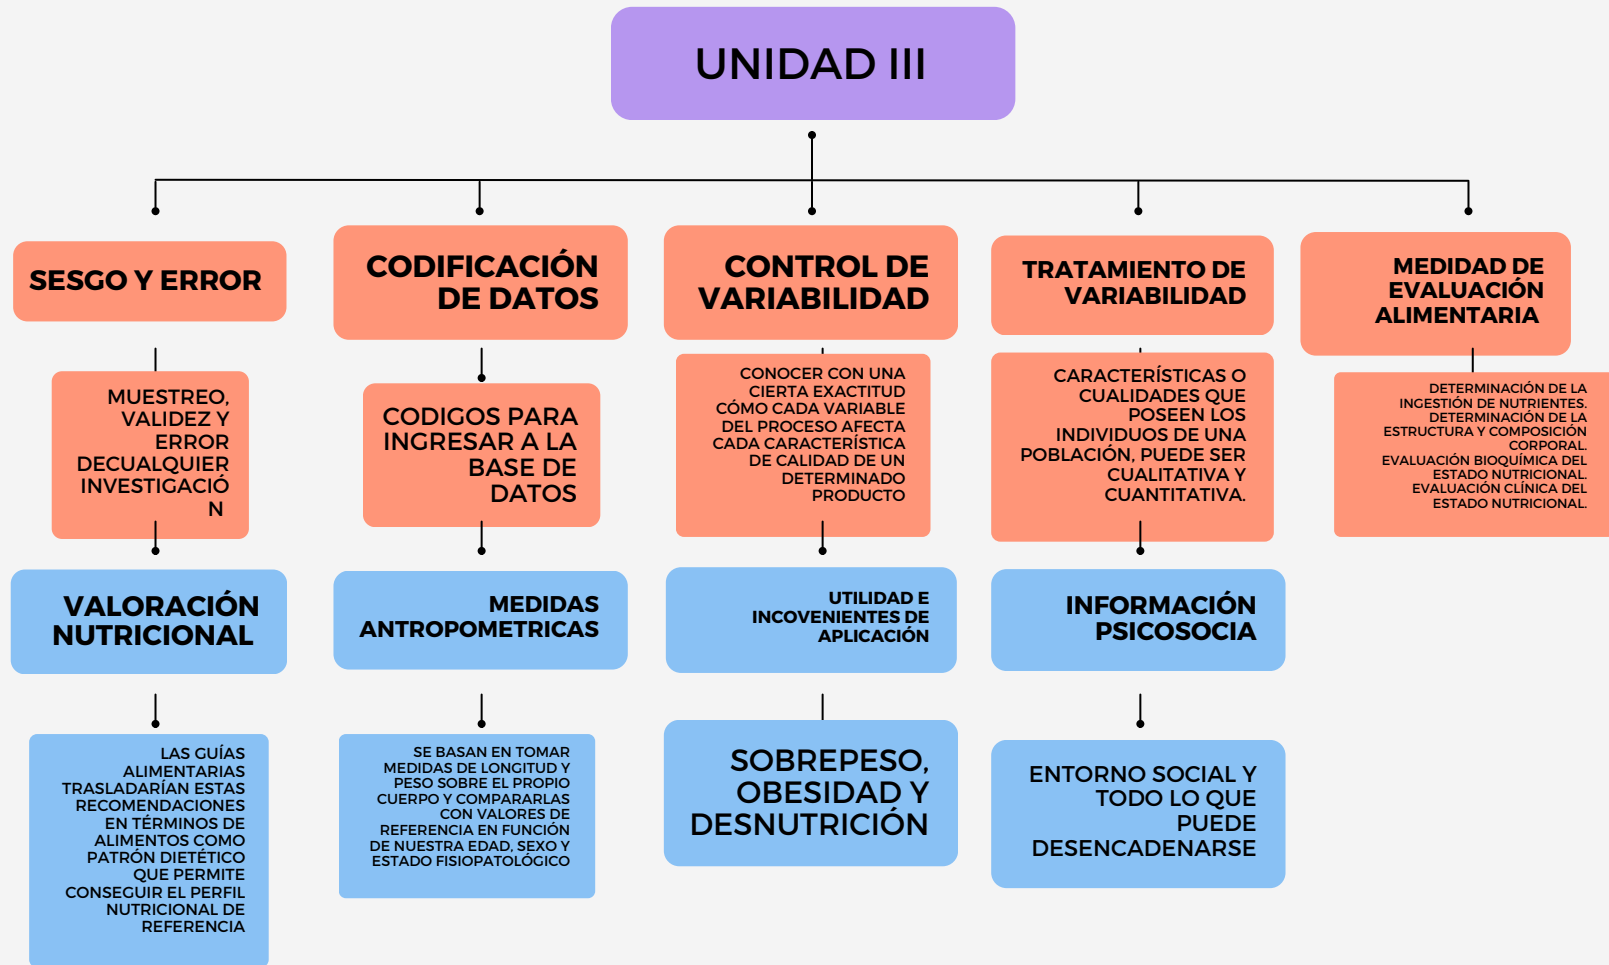 UNIDAD III
SESGO Y ERROR
CODIFICACIÓN
DE DATOS
CONTROL DE
VARIABILIDAD
TRATAMIENTO DE
VARIABILIDAD
MEDIDAD DE
EVALUACIÓN
ALIMENTARIA
MUESTREO,
VALIDEZ Y
ERROR
DECUALQUIER
INVESTIGACIÓ
N
CODIGOS PARA
INGRESAR A LA
BASE DE
DATOS
CONOCER CON UNA
CIERTA EXACTITUD
CÓMO CADA VARIABLE
DEL PROCESO AFECTA
CADA CARACTERÍSTICA
DE CALIDAD DE UN
DETERMINADO
PRODUCTO
CARACTERÍSTICAS O
CUALIDADES QUE
POSEEN LOS
INDIVIDUOS DE UNA
POBLACIÓN, PUEDE SER
CUALITATIVA Y
CUANTITATIVA.
DETERMINACIÓN DE LA
INGESTIÓN DE NUTRIENTES.
DETERMINACIÓN DE LA
ESTRUCTURA Y COMPOSICIÓN
CORPORAL.
EVALUACIÓN BIOQUÍMICA DEL
ESTADO NUTRICIONAL.
EVALUACIÓN CLÍNICA DEL
ESTADO NUTRICIONAL.
VALORACIÓN
NUTRICIONAL
MEDIDAS
ANTROPOMETRICAS
UTILIDAD E
INCOVENIENTES DE
APLICACIÓN
INFORMACIÓN
PSICOSOCIA
LAS GUÍAS
ALIMENTARIAS
TRASLADARÍAN ESTAS
RECOMENDACIONES
EN TÉRMINOS DE
ALIMENTOS COMO
PATRÓN DIETÉTICO
QUE PERMITE
CONSEGUIR EL PERFIL
NUTRICIONAL DE
REFERENCIA
SE BASAN EN TOMAR
MEDIDAS DE LONGITUD Y
PESO SOBRE EL PROPIO
CUERPO Y COMPARARLAS
CON VALORES DE
REFERENCIA EN FUNCIÓN
DE NUESTRA EDAD, SEXO Y
ESTADO FISIOPATOLÓGICO
SOBREPESO,
OBESIDAD Y
DESNUTRICIÓN
ENTORNO SOCIAL Y
TODO LO QUE
PUEDE
DESENCADENARSE